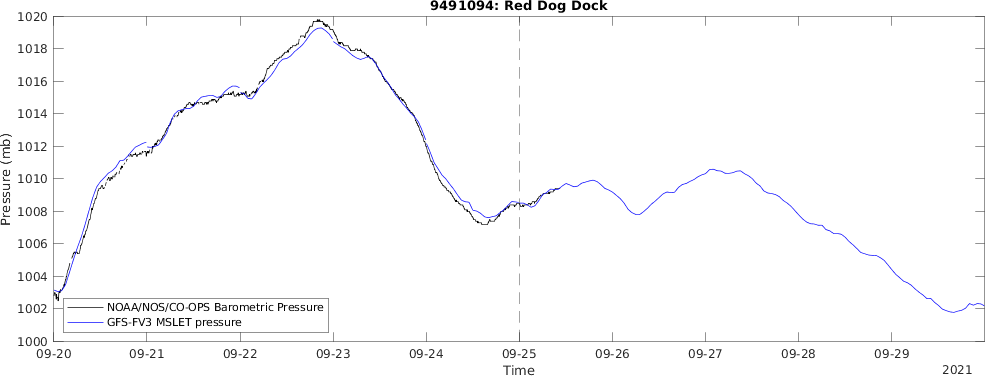 9491094: Red Dog Dock
1020
1018
1016
1014
1012
1010
1008
1006
1004
1002
1000
Pressure (mb)
NOAA/NOS/CO-OPS Barometric Pressure
GFS-FV3 MSLET pressure
09-20 09-21 09-22 09-23 09-24 09-25 09-26 09-27 09-28 09-29
Time
2021